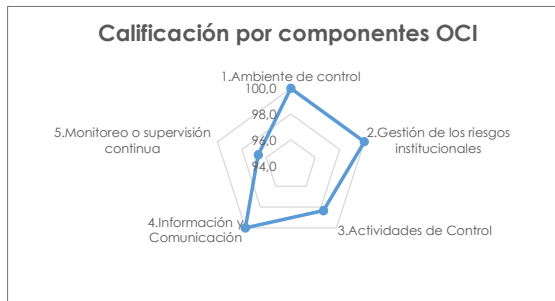 Calificación por componentes OCI
1.Ambiente de control
100,0
98,0
96,0
94,0
2.Gestión de los riesgos
institucionales
3.Actividades de Control
4.Información y
Comunicación
5.Monitoreo o supervisión
continua